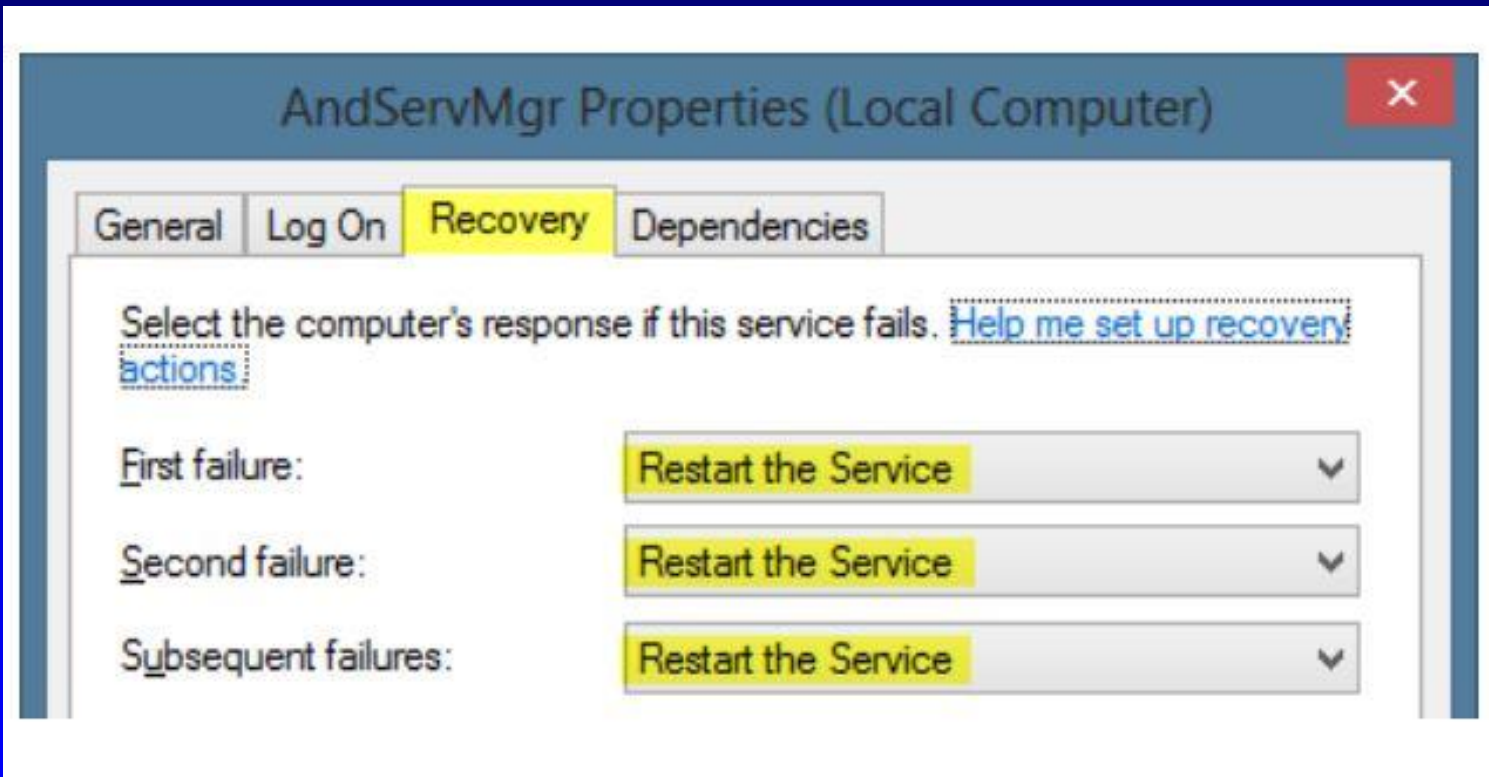 AndServMgr Properties (Local Computer)
General Log On Recovery Dependencies
Select the computer's response if this service fails. Help me set up recovery
actions.
First failure: Restart the Service
Second failure: Restart the Service
Subsequent failures: Restart the Service